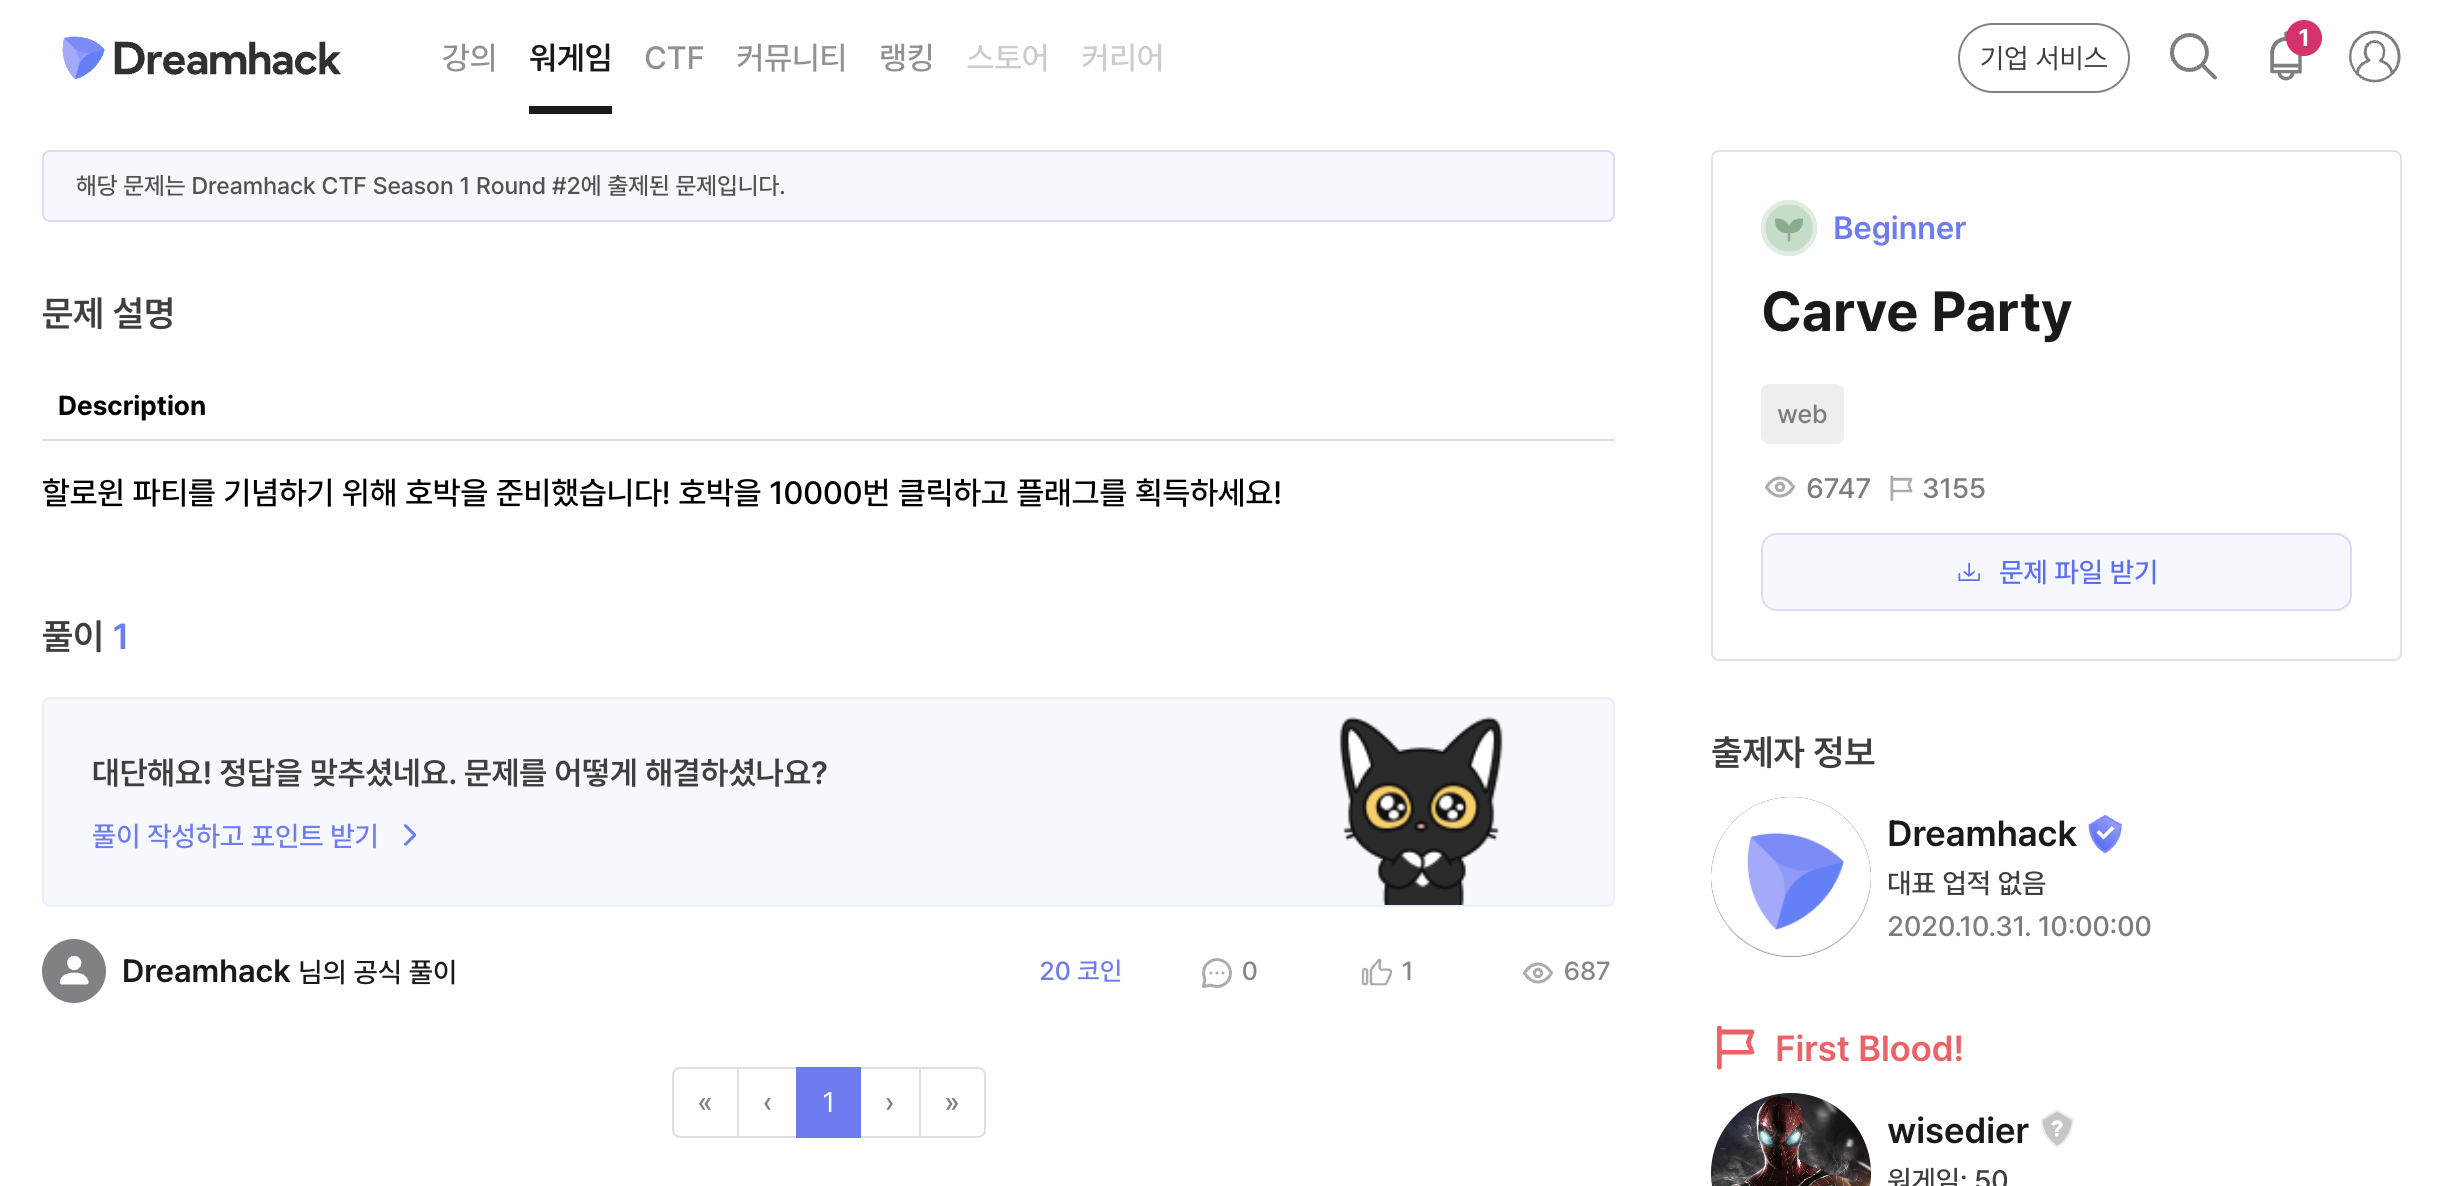 Dreamhack 강의 워게임 CTF 커뮤니티 랭킹 스토어 커리어 기업 서비스 1
해당 문제는 Dreamhack CTF Season 1 Round #2에 출제된 문제입니다.
문제 설명
Description
할로윈 파티를 기념하기 위해 호박을 준비했습니다! 호박을 10000번 클릭하고 플래그를 획득하세요!
풀이 1
대단해요! 정답을 맞추셨네요. 문제를 어떻게 해결하셨나요?
풀이 작성하고 포인트 받기 >
Dreamhack 님의 공식 풀이 20 코인 0 1 687
« ‹ 1 › »
Beginner
Carve Party
web
6747 3155
문제 파일 받기
출제자 정보
Dreamhack
대표 업적 없음
2020.10.31. 10:00:00
First Blood!
wisedier ?
워게임: 50